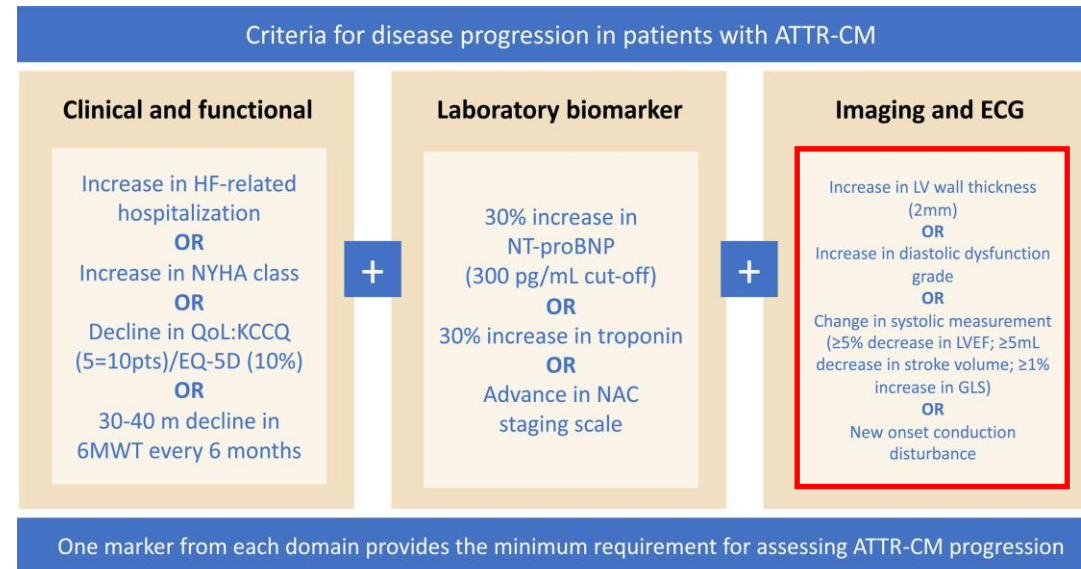 Criteria for disease progression in patients with ATTR-CM
Clinical and functional
Increase in HF-related
hospitalization
OR
Increase in NYHA class
OR
Decline in QoL:KCCQ
(5=10pts)/EQ-5D (10%)
OR
30-40 m decline in
6MWT every 6 months
+
Laboratory biomarker
30% increase in
NT-proBNP
(300 pg/mL cut-off)
OR
30% increase in troponin
OR
Advance in NAC
staging scale
+
Imaging and ECG
Increase in LV wall thickness
(2mm)
OR
Increase in diastolic dysfunction
grade
OR
Change in systolic measurement
(≥5% decrease in LVEF; ≥5mL
decrease in stroke volume; ≥1%
increase in GLS)
OR
New onset conduction
disturbance
One marker from each domain provides the minimum requirement for assessing ATTR-CM progression